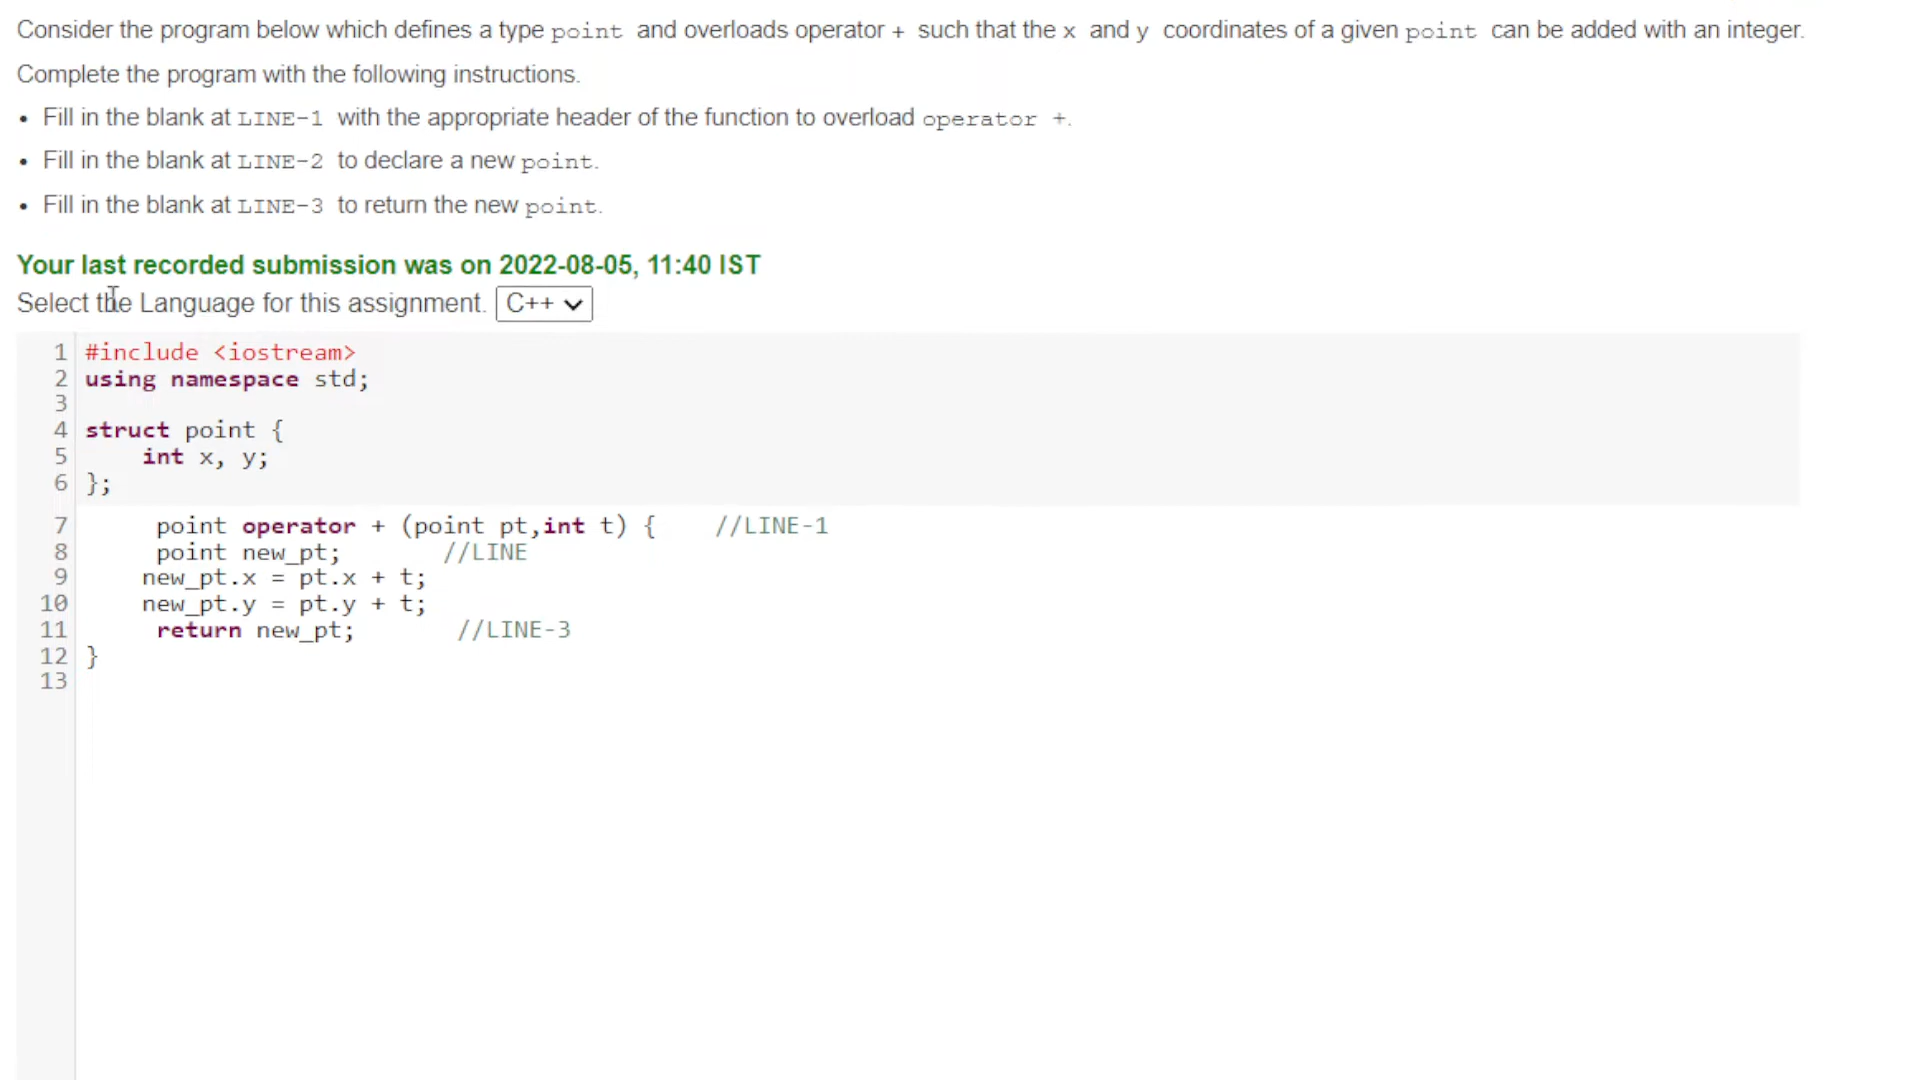 Consider the program below which defines a type point and overloads operator + such that the x and y coordinates of a given point can be added with an integer.
Complete the program with the following instructions.
• Fill in the blank at LINE-1 with the appropriate header of the function to overload operator +.
• Fill in the blank at LINE-2 to declare a new point.
• Fill in the blank at LINE-3 to return the new point.
Your last recorded submission was on 2022-08-05, 11:40 IST
Select the Language for this assignment. C++
1 #include <iostream>
2 using namespace std;
3
4 struct point {
5     int x, y;
6 };
7      point operator + (point pt,int t) {    //LINE-1
8      point new_pt;       //LINE
9     new_pt.x = pt.x + t;
10     new_pt.y = pt.y + t;
11      return new_pt;       //LINE-3
12 }
13